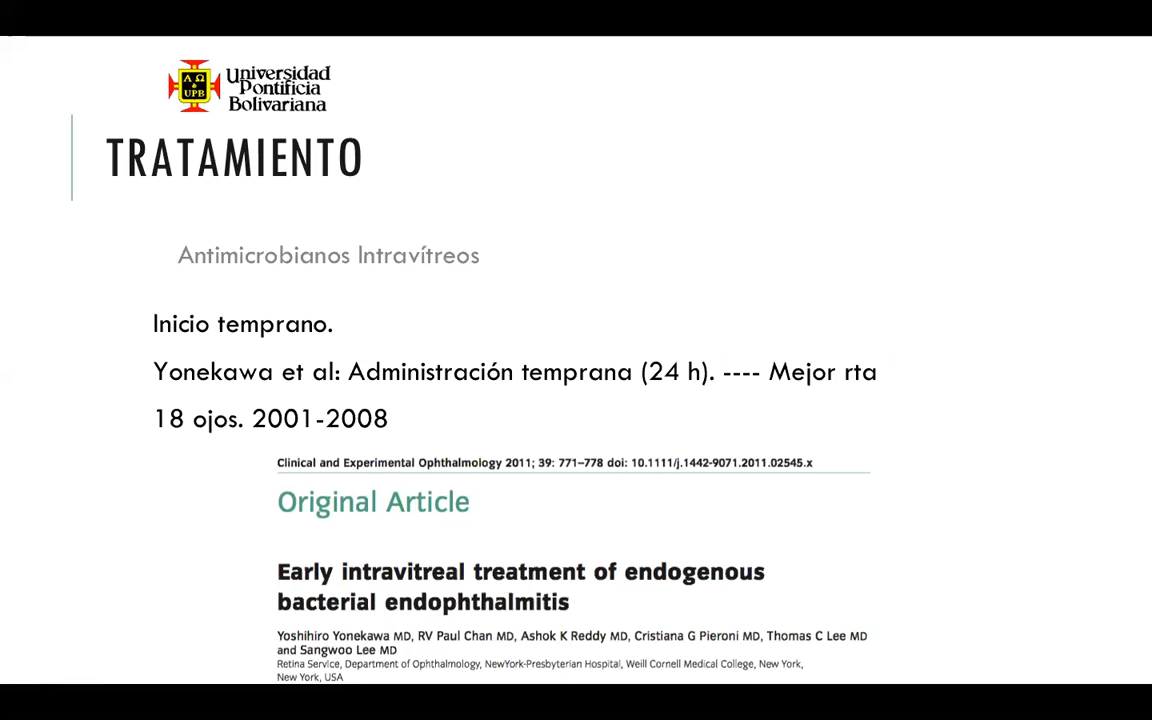 ΑΩ
UPB
Universidad
Pontificia
Bolivariana
TRATAMIENTO
Antimicrobianos Intravítreos
Inicio temprano.
Yonekawa et al: Administración temprana (24 h). ---- Mejor rta
18 ojos. 2001-2008
Clinical and Experimental Ophthalmology 2011; 39: 771–778 doi: 10.1111/j.1442-9071.2011.02545.x
Original Article
Early intravitreal treatment of endogenous
bacterial endophthalmitis
Yoshihiro Yonekawa MD, RV Paul Chan MD, Ashok K Reddy MD, Cristiana G Pieroni MD, Thomas C Lee MD
and Sangwoo Lee MD
Retina Service, Department of Ophthalmology, NewYork-Presbyterian Hospital, Weill Cornell Medical College, New York,
New York, USA